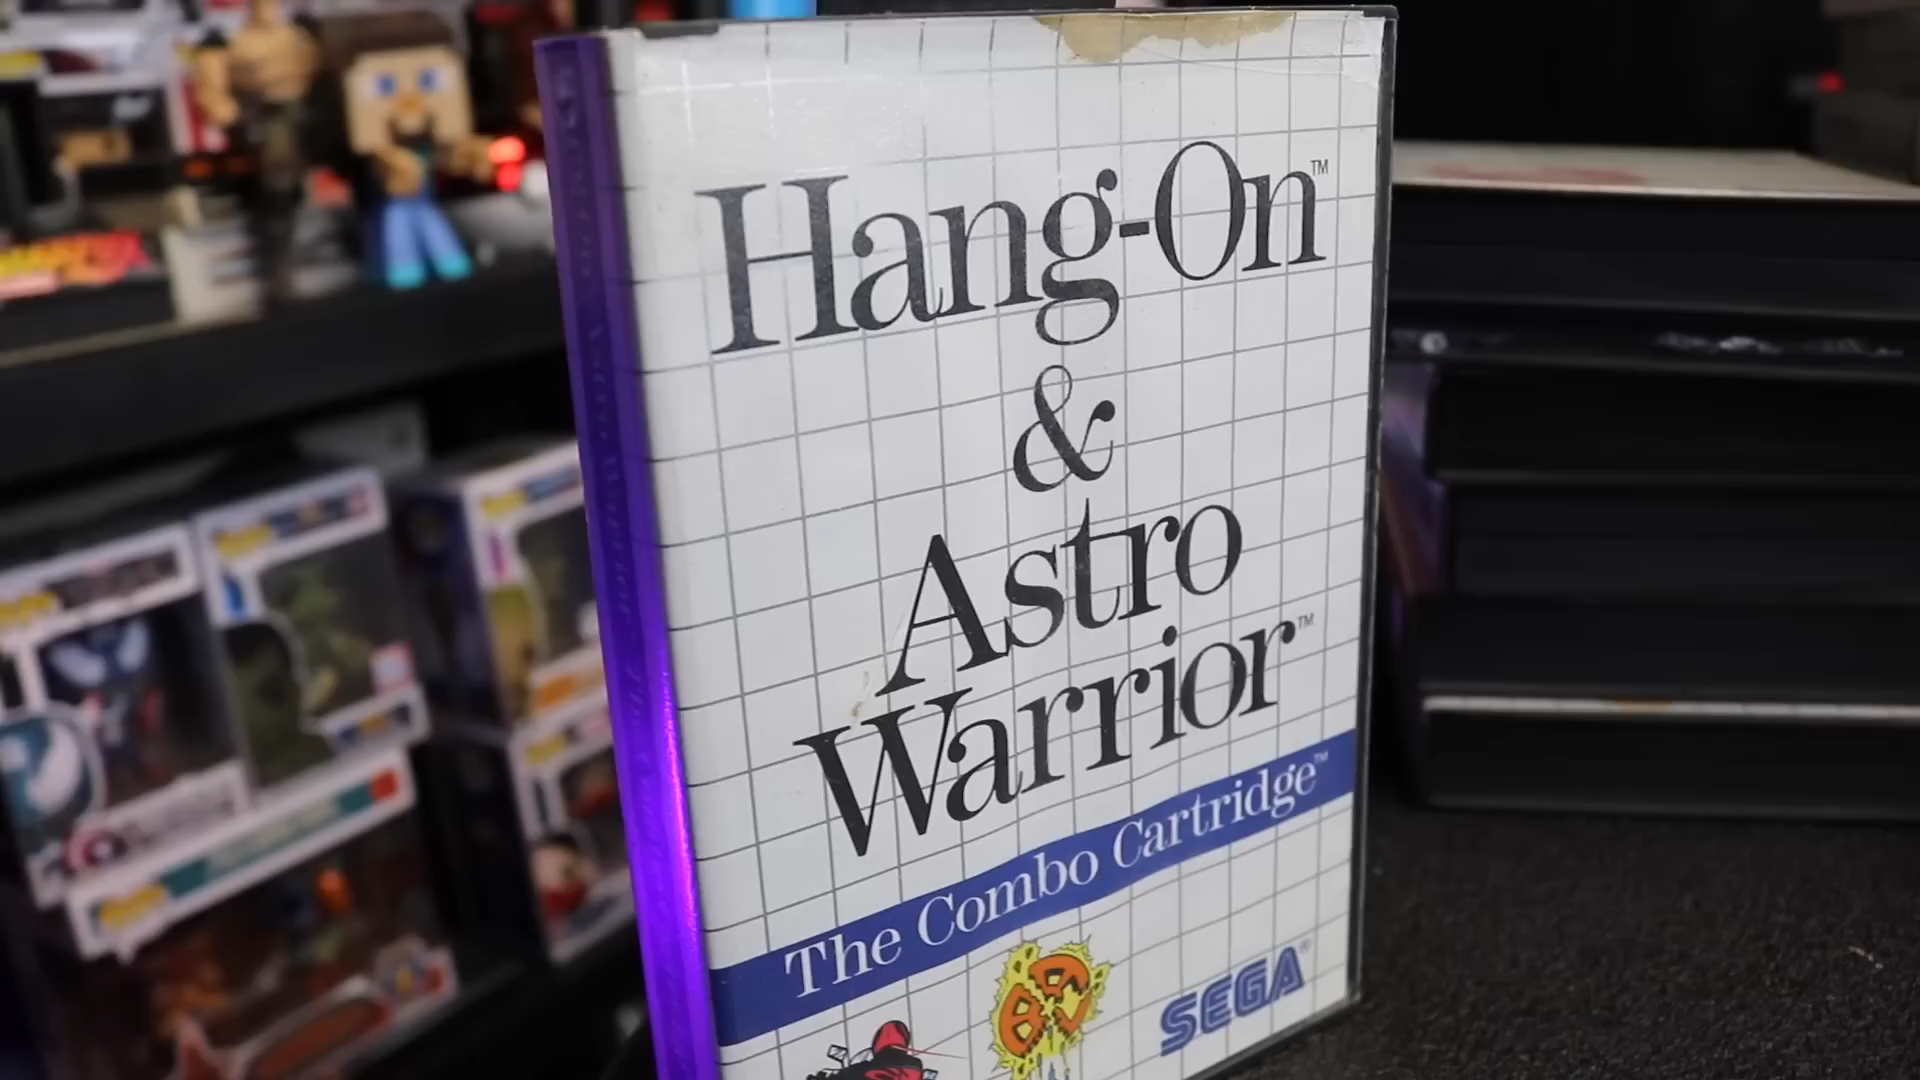 Hang-On™
&
Astro
Warrior™
The Combo Cartridge™
SEGA®